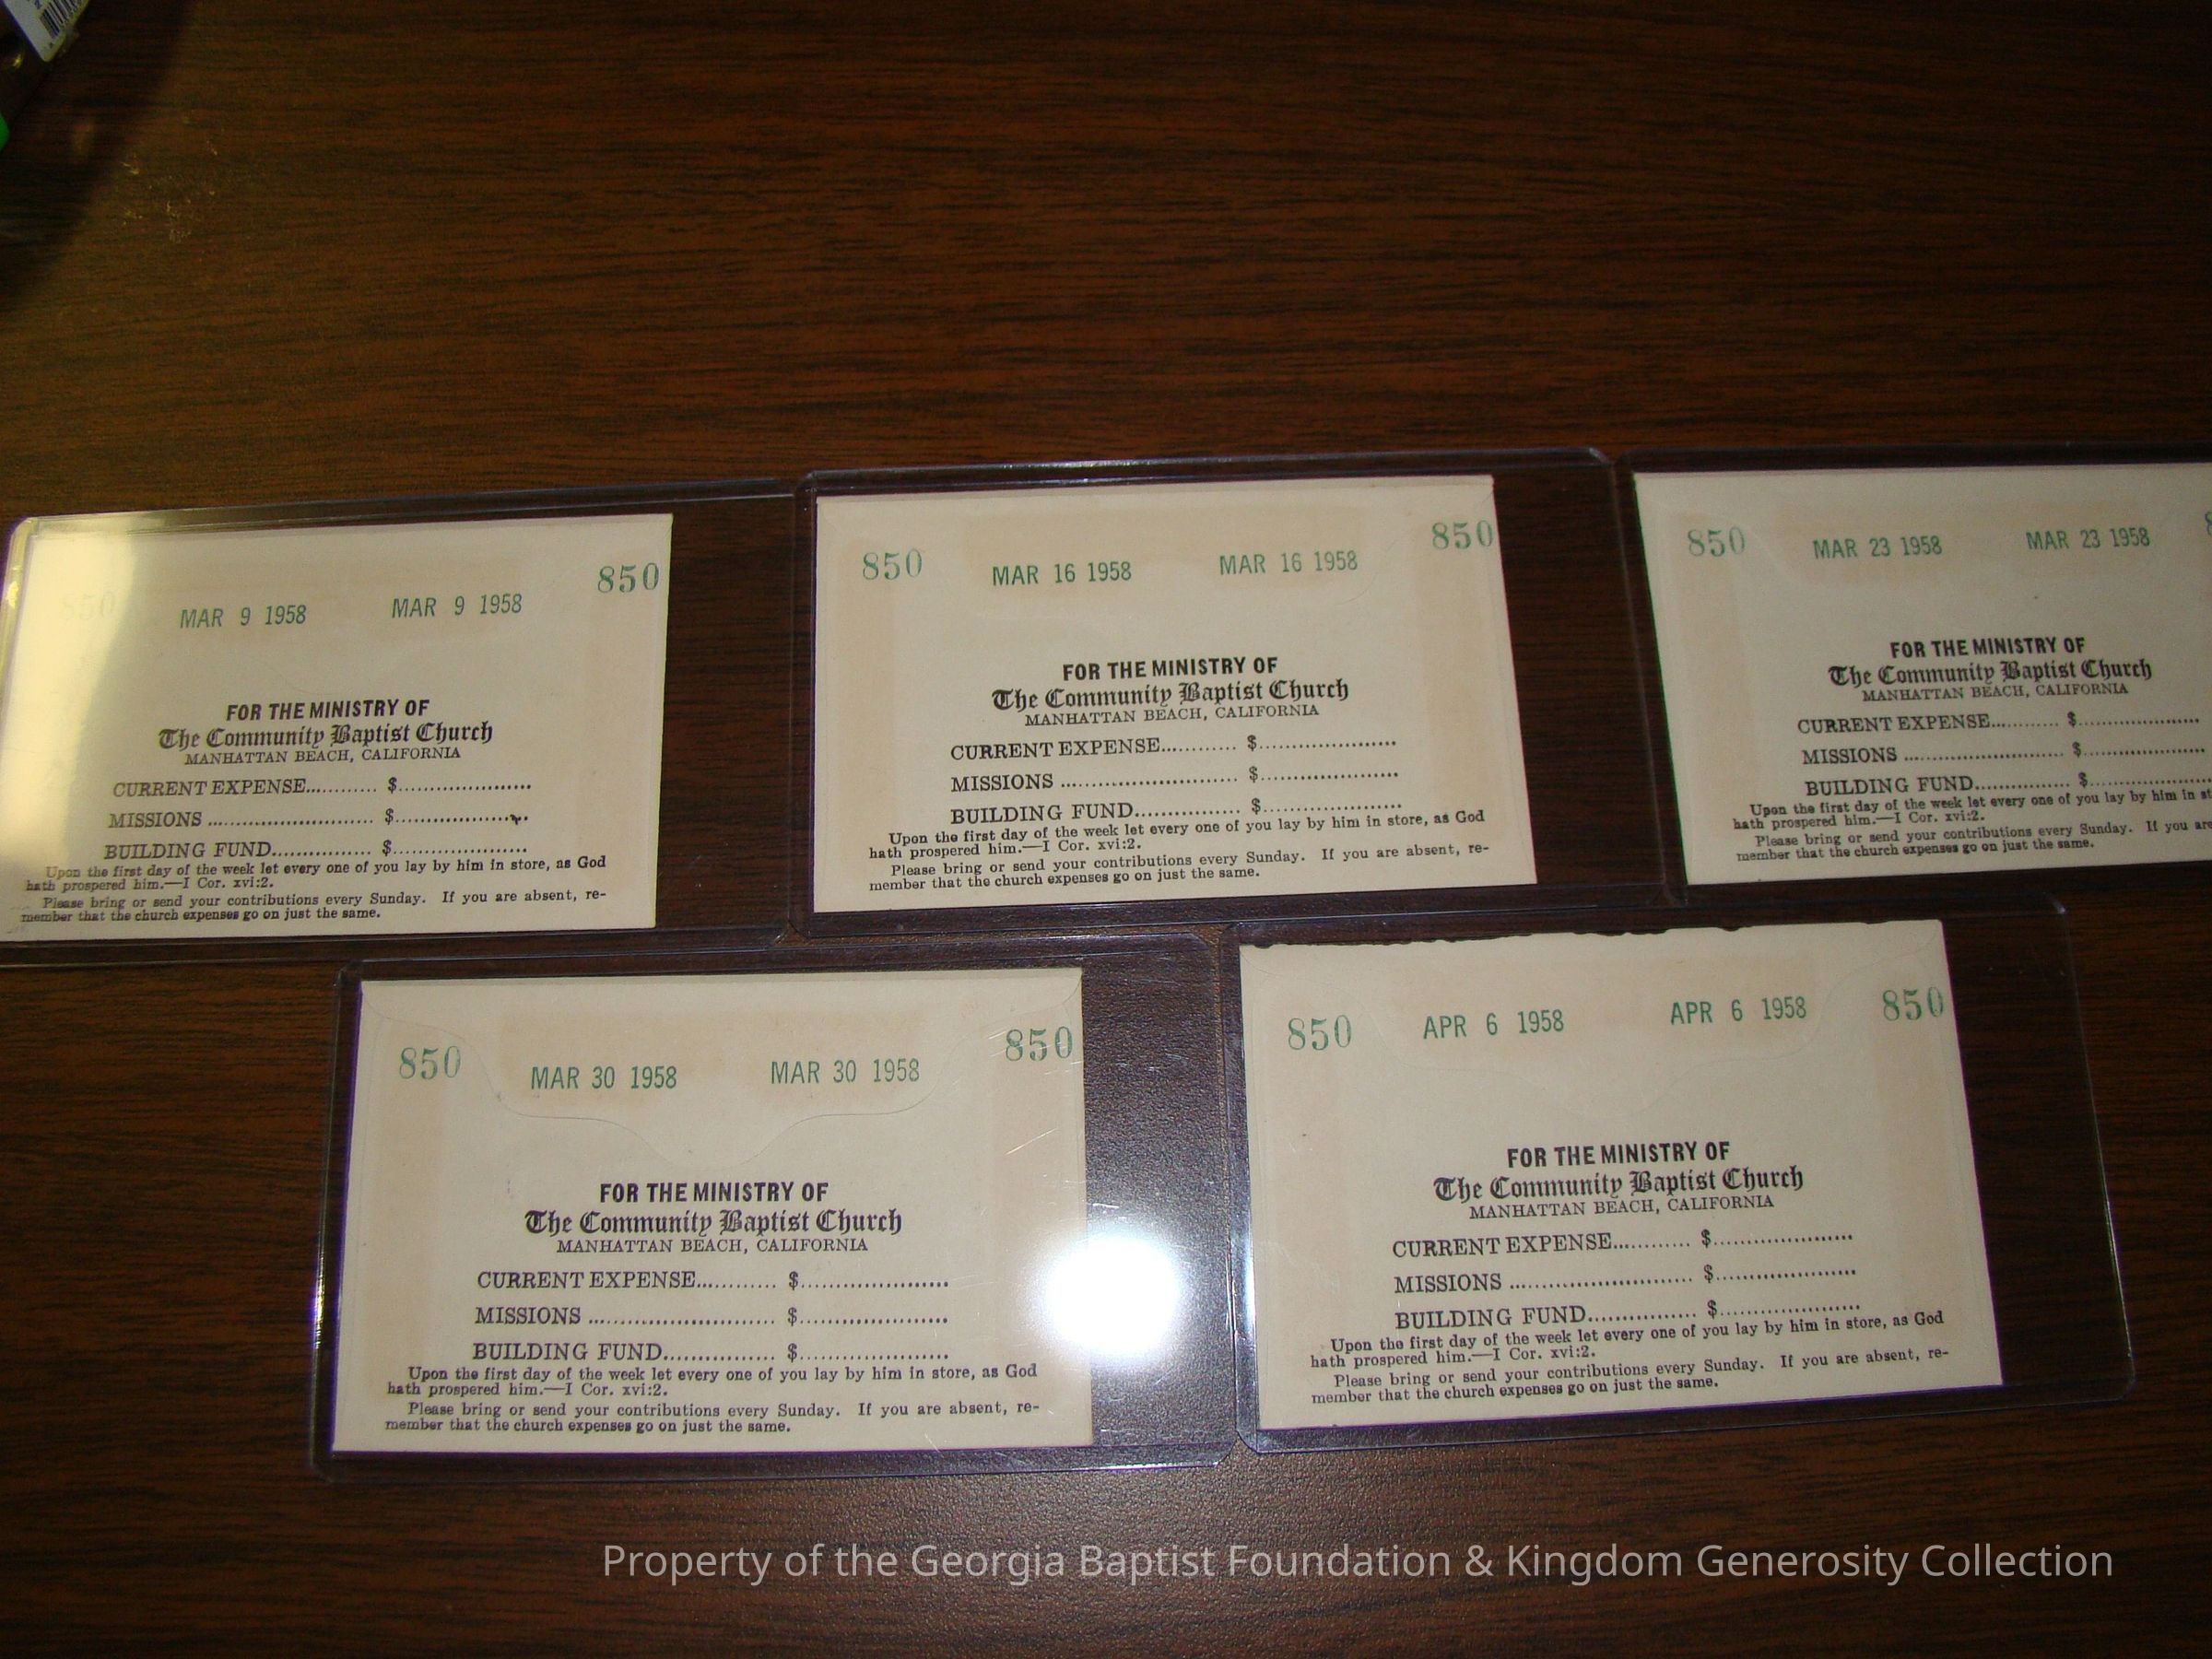 850 MAR 9 1958 MAR 9 1958 850
FOR THE MINISTRY OF
The Community Baptist Church
MANHATTAN BEACH, CALIFORNIA
CURRENT EXPENSE............ $........................
MISSIONS ............................... $........................
BUILDING FUND................ $........................
Upon the first day of the week let every one of you lay by him in store, as God
hath prospered him.—I Cor. xvi:2.
Please bring or send your contributions every Sunday. If you are absent, re-
member that the church expenses go on just the same.
850 MAR 16 1958 MAR 16 1958 850
FOR THE MINISTRY OF
The Community Baptist Church
MANHATTAN BEACH, CALIFORNIA
CURRENT EXPENSE............ $........................
MISSIONS ............................... $........................
BUILDING FUND................ $........................
Upon the first day of the week let every one of you lay by him in store, as God
hath prospered him.—I Cor. xvi:2.
Please bring or send your contributions every Sunday. If you are absent, re-
member that the church expenses go on just the same.
850 MAR 23 1958 MAR 23 1958
FOR THE MINISTRY OF
The Community Baptist Church
MANHATTAN BEACH, CALIFORNIA
CURRENT EXPENSE............ $........................
MISSIONS ............................... $........................
BUILDING FUND................ $........................
Upon the first day of the week let every one of you lay by him in
hath prospered him.—I Cor. xvi:2.
Please bring or send your contributions every Sunday. If you are
member that the church expenses go on just the same.
850 MAR 30 1958 MAR 30 1958 850
FOR THE MINISTRY OF
The Community Baptist Church
MANHATTAN BEACH, CALIFORNIA
CURRENT EXPENSE............ $........................
MISSIONS ............................... $........................
BUILDING FUND................ $........................
Upon the first day of the week let every one of you lay by him in store, as God
hath prospered him.—I Cor. xvi:2.
Please bring or send your contributions every Sunday. If you are absent, re-
member that the church expenses go on just the same.
850 APR 6 1958 APR 6 1958 850
FOR THE MINISTRY OF
The Community Baptist Church
MANHATTAN BEACH, CALIFORNIA
CURRENT EXPENSE............ $........................
MISSIONS ............................... $........................
BUILDING FUND................ $........................
Upon the first day of the week let every one of you lay by him in store, as God
hath prospered him.—I Cor. xvi:2.
Please bring or send your contributions every Sunday. If you are absent, re-
member that the church expenses go on just the same.
Property of the Georgia Baptist Foundation & Kingdom Generosity Collection